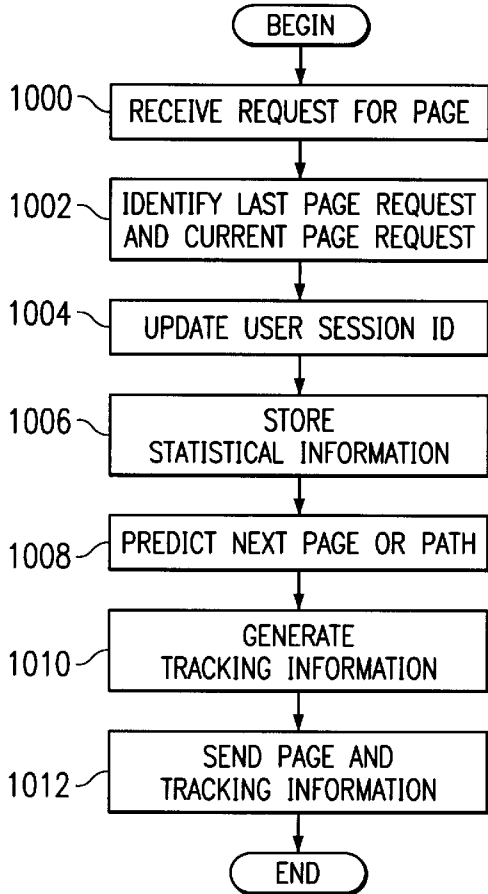 BEGIN
1000
RECEIVE REQUEST FOR PAGE
1002
IDENTIFY LAST PAGE REQUEST
AND CURRENT PAGE REQUEST
1004
UPDATE USER SESSION ID
1006
STORE
STATISTICAL INFORMATION
1008
PREDICT NEXT PAGE OR PATH
1010
GENERATE
TRACKING INFORMATION
1012
SEND PAGE AND
TRACKING INFORMATION
END